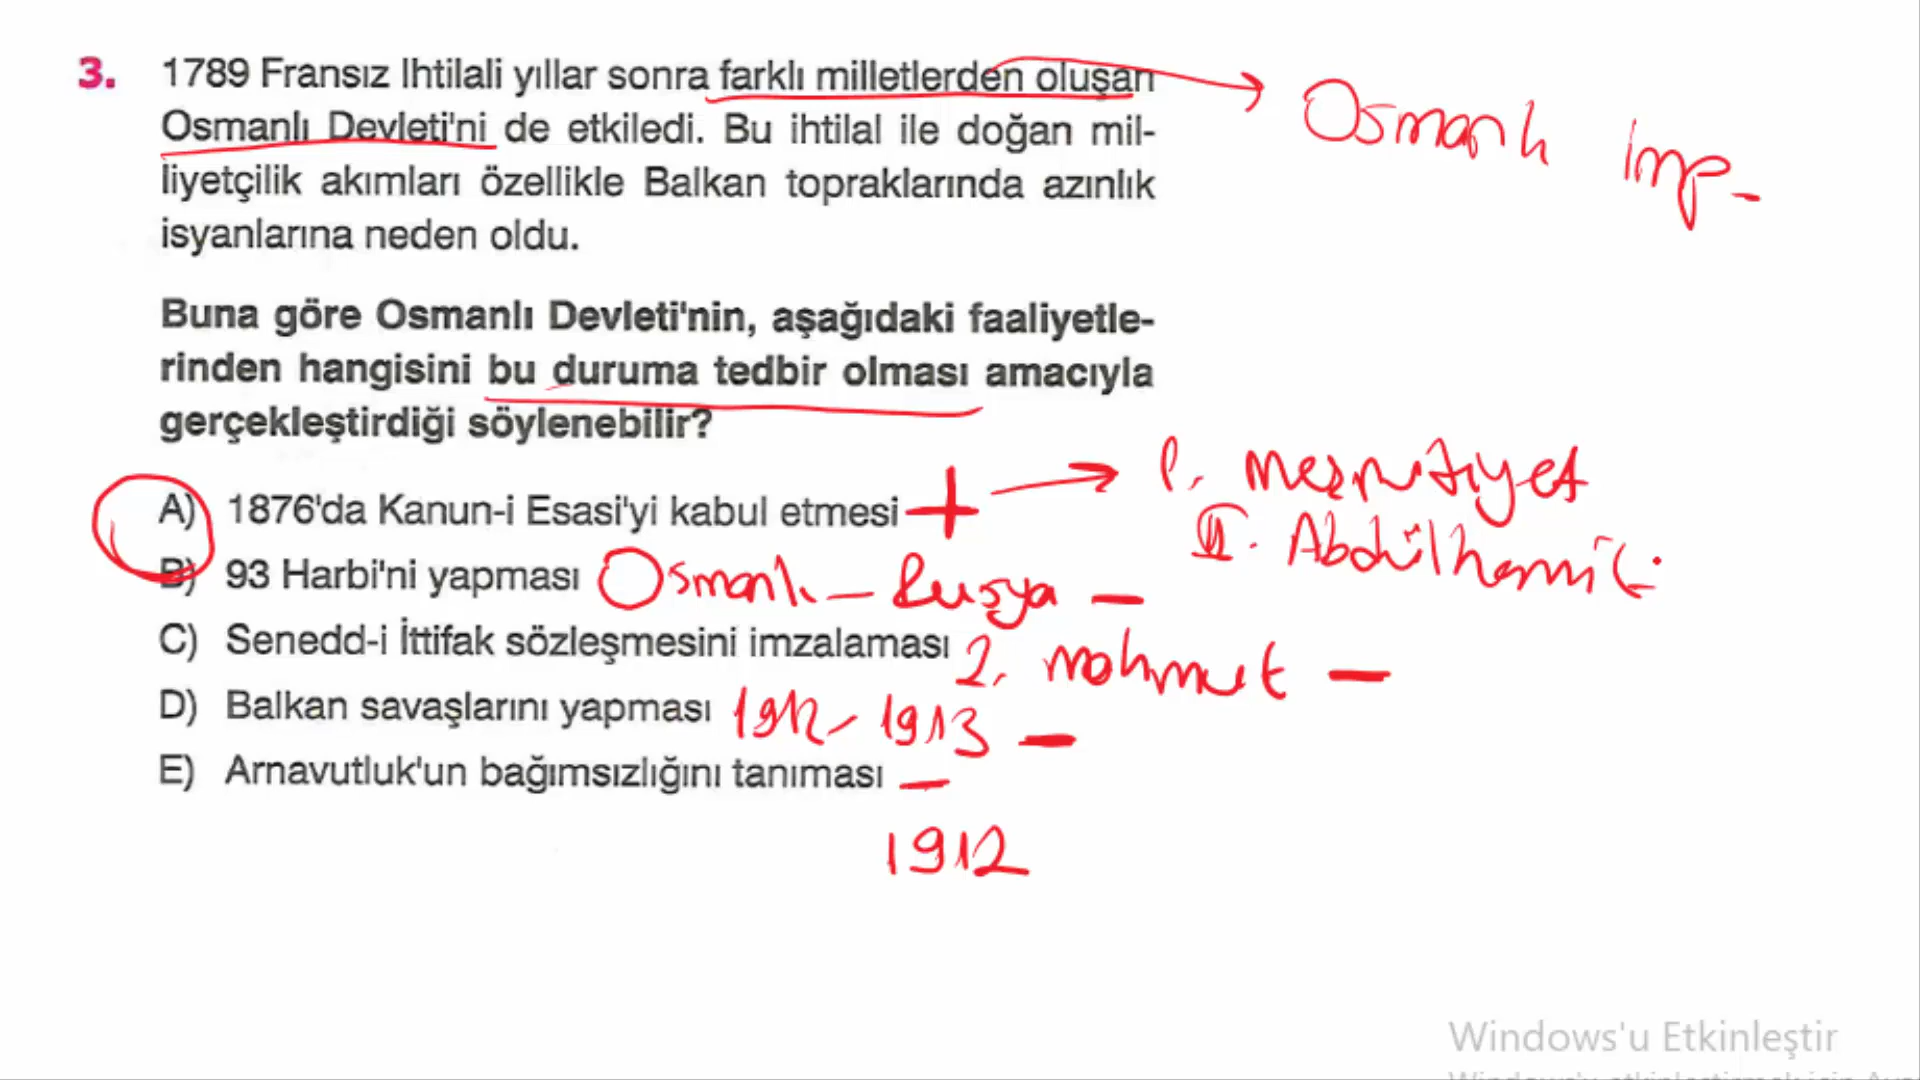 3. 1789 Fransız Ihtilali yıllar sonra farklı milletlerden oluşan
Osmanlı Devleti'ni de etkiledi. Bu ihtilal ile doğan mil-
liyetçilik akımları özellikle Balkan topraklarında azınlık
isyanlarına neden oldu.
Osmanlı imp-
Buna göre Osmanlı Devleti'nin, aşağıdaki faaliyetle-
rinden hangisini bu duruma tedbir olması amacıyla
gerçekleştirdiği söylenebilir?
A) 1876'da Kanun-i Esasi'yi kabul etmesi + → I. Meşrutiyet
II. Abdülhamit
B) 93 Harbi'ni yapması Osmanlı - Rusya -
C) Senedd-i İttifak sözleşmesini imzalaması 2. mahmut -
D) Balkan savaşlarını yapması 1912 - 1913 -
E) Arnavutluk'un bağımsızlığını tanıması -
1912
Windows'u Etkinleştir